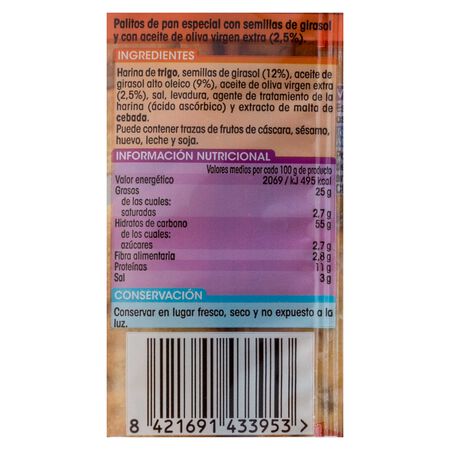 Palitos de pan especial con semillas de girasol
y con aceite de oliva virgen extra (2,5%).
INGREDIENTES
Harina de trigo, semillas de girasol (12%), aceite de
girasol alto oleico (9%), aceite de oliva virgen extra
(2,5%), sal, levadura, agente de tratamiento de la
harina (ácido ascórbico) y extracto de malta de
cebada.
Puede contener trazas de frutos de cáscara, sésamo,
huevo, leche y soja.
INFORMACIÓN NUTRICIONAL
Valores medios por cada 100 g de producto
Valor energético 2069 / kJ 495 kcal
Grasas 25 g
de las cuales:
saturadas 2,7 g
Hidratos de carbono 55 g
de los cuales:
azúcares 2,7 g
Fibra alimentaria 2,8 g
Proteínas 11 g
Sal 3 g
CONSERVACIÓN
Conservar en lugar fresco, seco y no expuesto a la
luz.
8 421691 433953 >